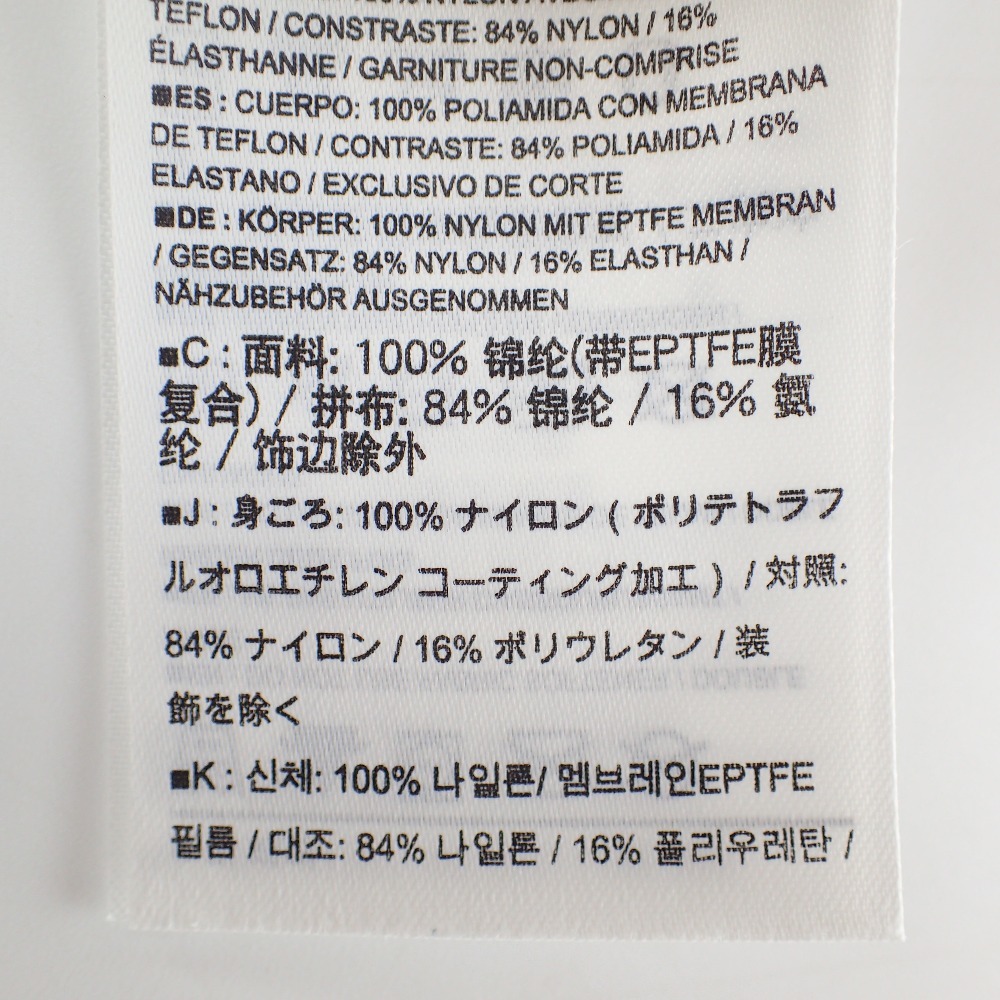 TEFLON / CONSTRASTE: 84% NYLON / 16%
ÉLASTHANNE / GARNITURE NON-COMPRISE
■ES : CUERPO: 100% POLIAMIDA CON MEMBRANA
DE TEFLON / CONTRASTE: 84% POLIAMIDA / 16%
ELASTANO / EXCLUSIVO DE CORTE
■DE : KÖRPER: 100% NYLON MIT EPTFE MEMBRAN
/ GEGENSATZ: 84% NYLON / 16% ELASTHAN /
NÄHZUBEHÖR AUSGENOMMEN
■C : 面料: 100% 锦纶(带EPTFE膜
复合) / 拼布: 84% 锦纶 / 16% 氨
纶 / 饰边除外
■J : 身ごろ: 100% ナイロン ( ポリテトラフ
ルオロエチレン コーティング加工 ) / 対照:
84% ナイロン / 16% ポリウレタン / 装
飾を除く
■K : 신체: 100% 나일론/ 멤브레인EPTFE
필름 / 대조: 84% 나일론 / 16% 폴리우레탄 /